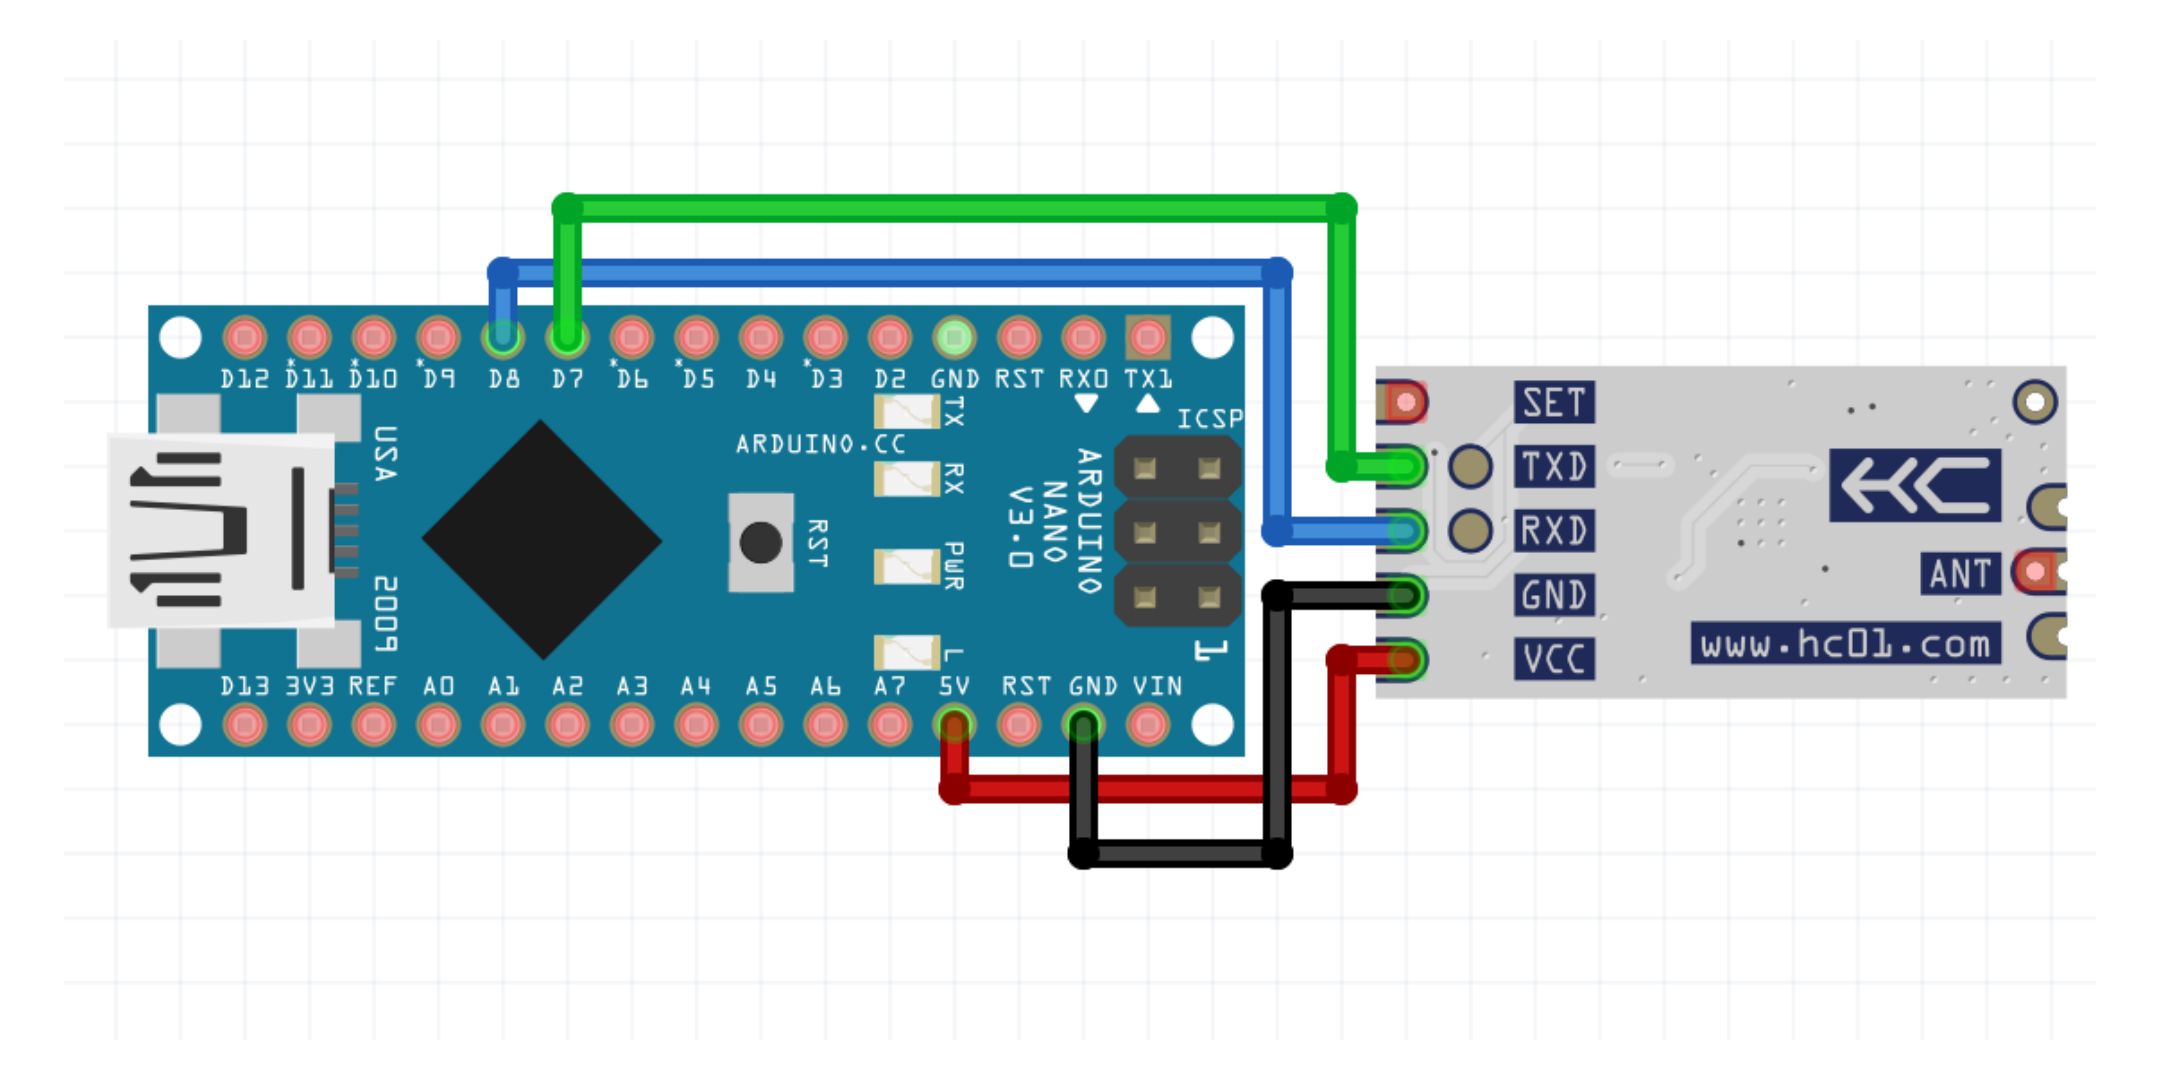 D12 *D11 *D10 *D9 D8 D7 *D6 *D5 D4 *D3 D2 GND RST RX0 TX1
TX
ICSP
ARDUINO.CC
USA
RX
ARDUINO
NANO
V3.0
RST
PWR
2009
L
1
D13 3V3 REF A0 A1 A2 A3 A4 A5 A6 A7 5V RST GND VIN
SET
TXD
RXD
HC
ANT
GND
www.hc01.com
VCC